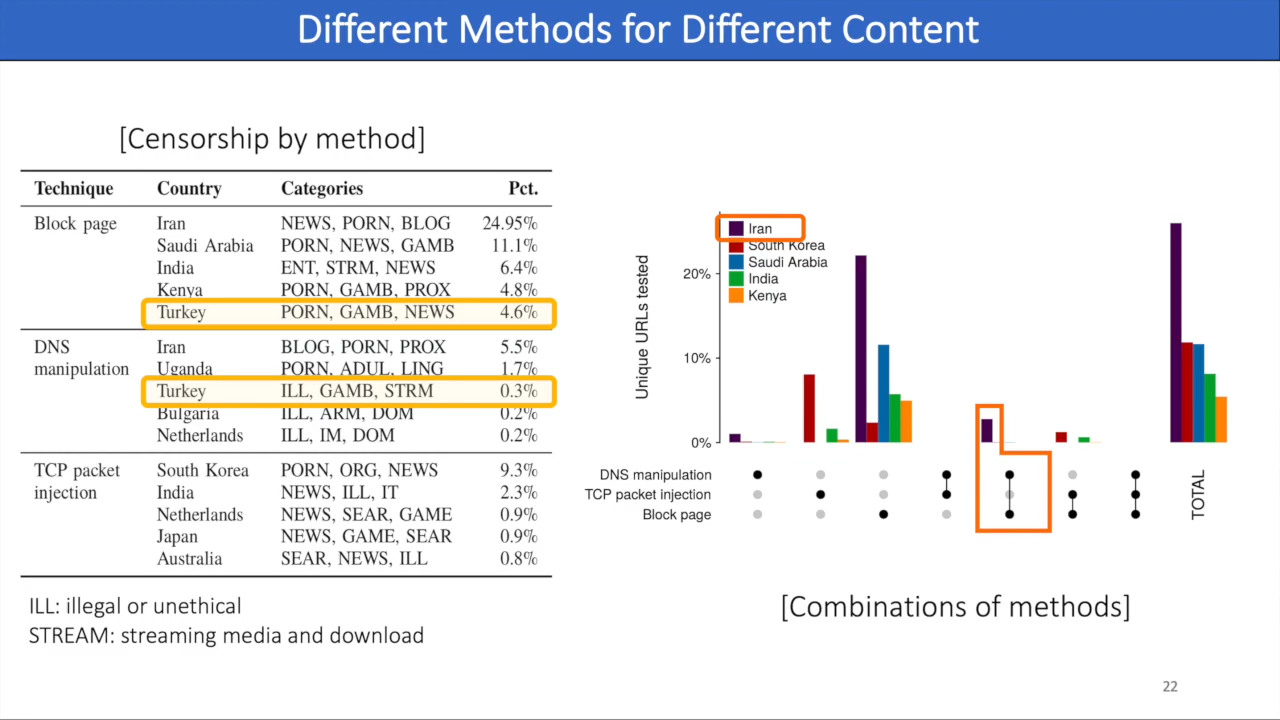 Different Methods for Different Content
[Censorship by method]
Technique Country Categories Pct.
Block page Iran NEWS, PORN, BLOG 24.95%
Saudi Arabia PORN, NEWS, GAMB 11.1%
India ENT, STRM, NEWS 6.4%
Kenya PORN, GAMB, PROX 4.8%
Turkey PORN, GAMB, NEWS 4.6%
DNS Iran BLOG, PORN, PROX 5.5%
manipulation Uganda PORN, ADUL, LING 1.7%
Turkey ILL, GAMB, STRM 0.3%
Bulgaria ILL, ARM, DOM 0.2%
Netherlands ILL, IM, DOM 0.2%
TCP packet South Korea PORN, ORG, NEWS 9.3%
injection India NEWS, ILL, IT 2.3%
Netherlands NEWS, SEAR, GAME 0.9%
Japan NEWS, GAME, SEAR 0.9%
Australia SEAR, NEWS, ILL 0.8%
ILL: illegal or unethical
STREAM: streaming media and download
Iran
South Korea
Saudi Arabia
India
Kenya
Unique URLs tested
20%
10%
0%
DNS manipulation
TCP packet injection
Block page
TOTAL
[Combinations of methods]
22